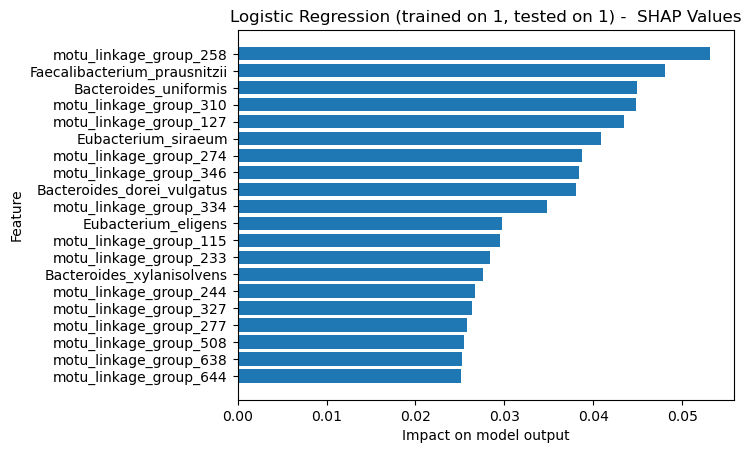 Logistic Regression (trained on 1, tested on 1) -  SHAP Values
Feature
motu_linkage_group_258
Faecalibacterium_prausnitzii
Bacteroides_uniformis
motu_linkage_group_310
motu_linkage_group_127
Eubacterium_siraeum
motu_linkage_group_274
motu_linkage_group_346
Bacteroides_dorei_vulgatus
motu_linkage_group_334
Eubacterium_eligens
motu_linkage_group_115
motu_linkage_group_233
Bacteroides_xylanisolvens
motu_linkage_group_244
motu_linkage_group_327
motu_linkage_group_277
motu_linkage_group_508
motu_linkage_group_638
motu_linkage_group_644
0.00 0.01 0.02 0.03 0.04 0.05
Impact on model output